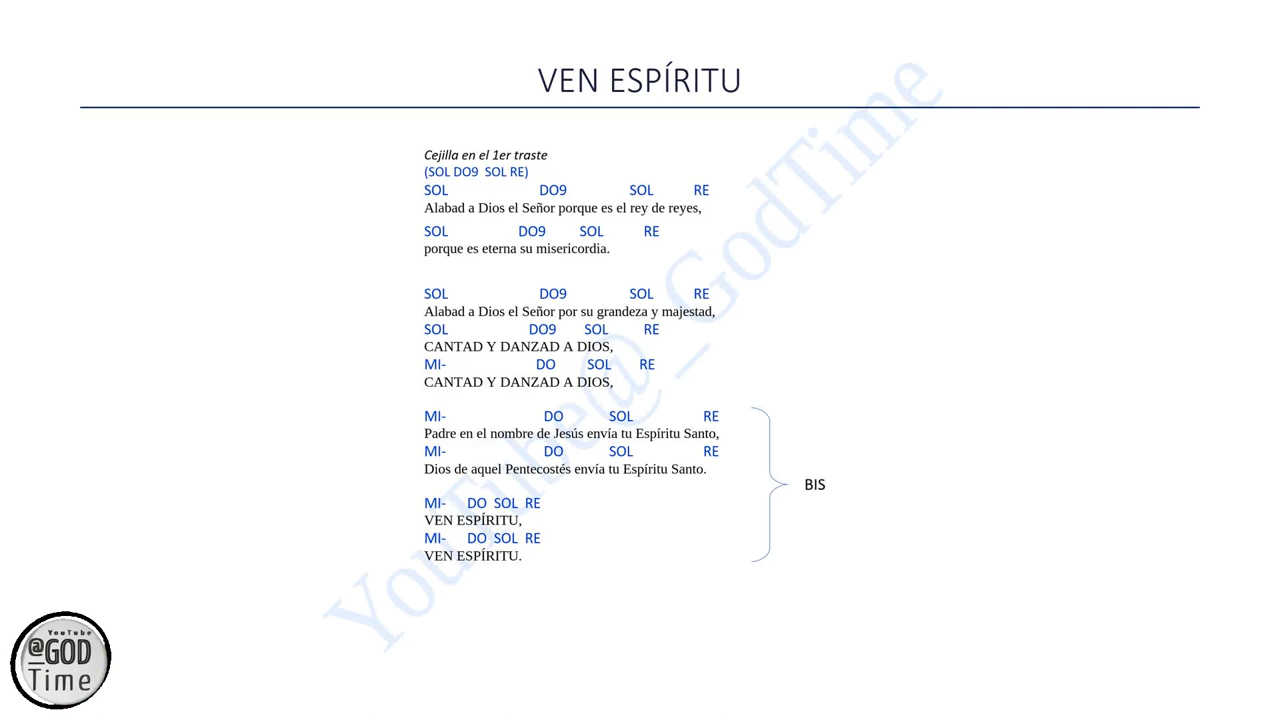 VEN ESPÍRITU
Cejilla en el 1er traste
(SOL DO9 SOL RE)
SOL DO9 SOL RE
Alabad a Dios el Señor porque es el rey de reyes,
SOL DO9 SOL RE
porque es eterna su misericordia.
SOL DO9 SOL RE
Alabad a Dios el Señor por su grandeza y majestad,
SOL DO9 SOL RE
CANTAD Y DANZAD A DIOS,
MI- DO SOL RE
CANTAD Y DANZAD A DIOS,
MI- DO SOL RE
Padre en el nombre de Jesús envía tu Espíritu Santo,
MI- DO SOL RE
Dios de aquel Pentecostés envía tu Espíritu Santo.
BIS
MI- DO SOL RE
VEN ESPÍRITU,
MI- DO SOL RE
VEN ESPÍRITU.
YouTube@_GodTime
YouTube
@_GOD
Time